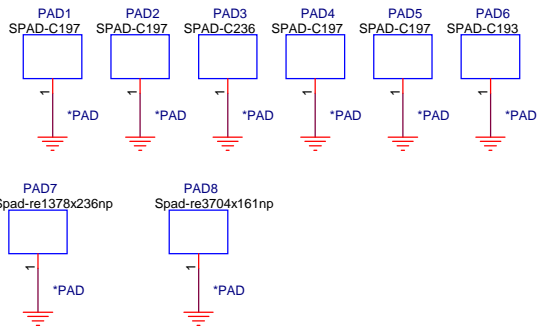 PAD1 PAD2 PAD3 PAD4 PAD5 PAD6
SPAD-C197 SPAD-C197 SPAD-C236 SPAD-C197 SPAD-C197 SPAD-C193
1 1 1 1 1 1
*PAD *PAD *PAD *PAD *PAD *PAD
PAD7 PAD8
Spad-re1378x236np Spad-re3704x161np
1 1
*PAD *PAD